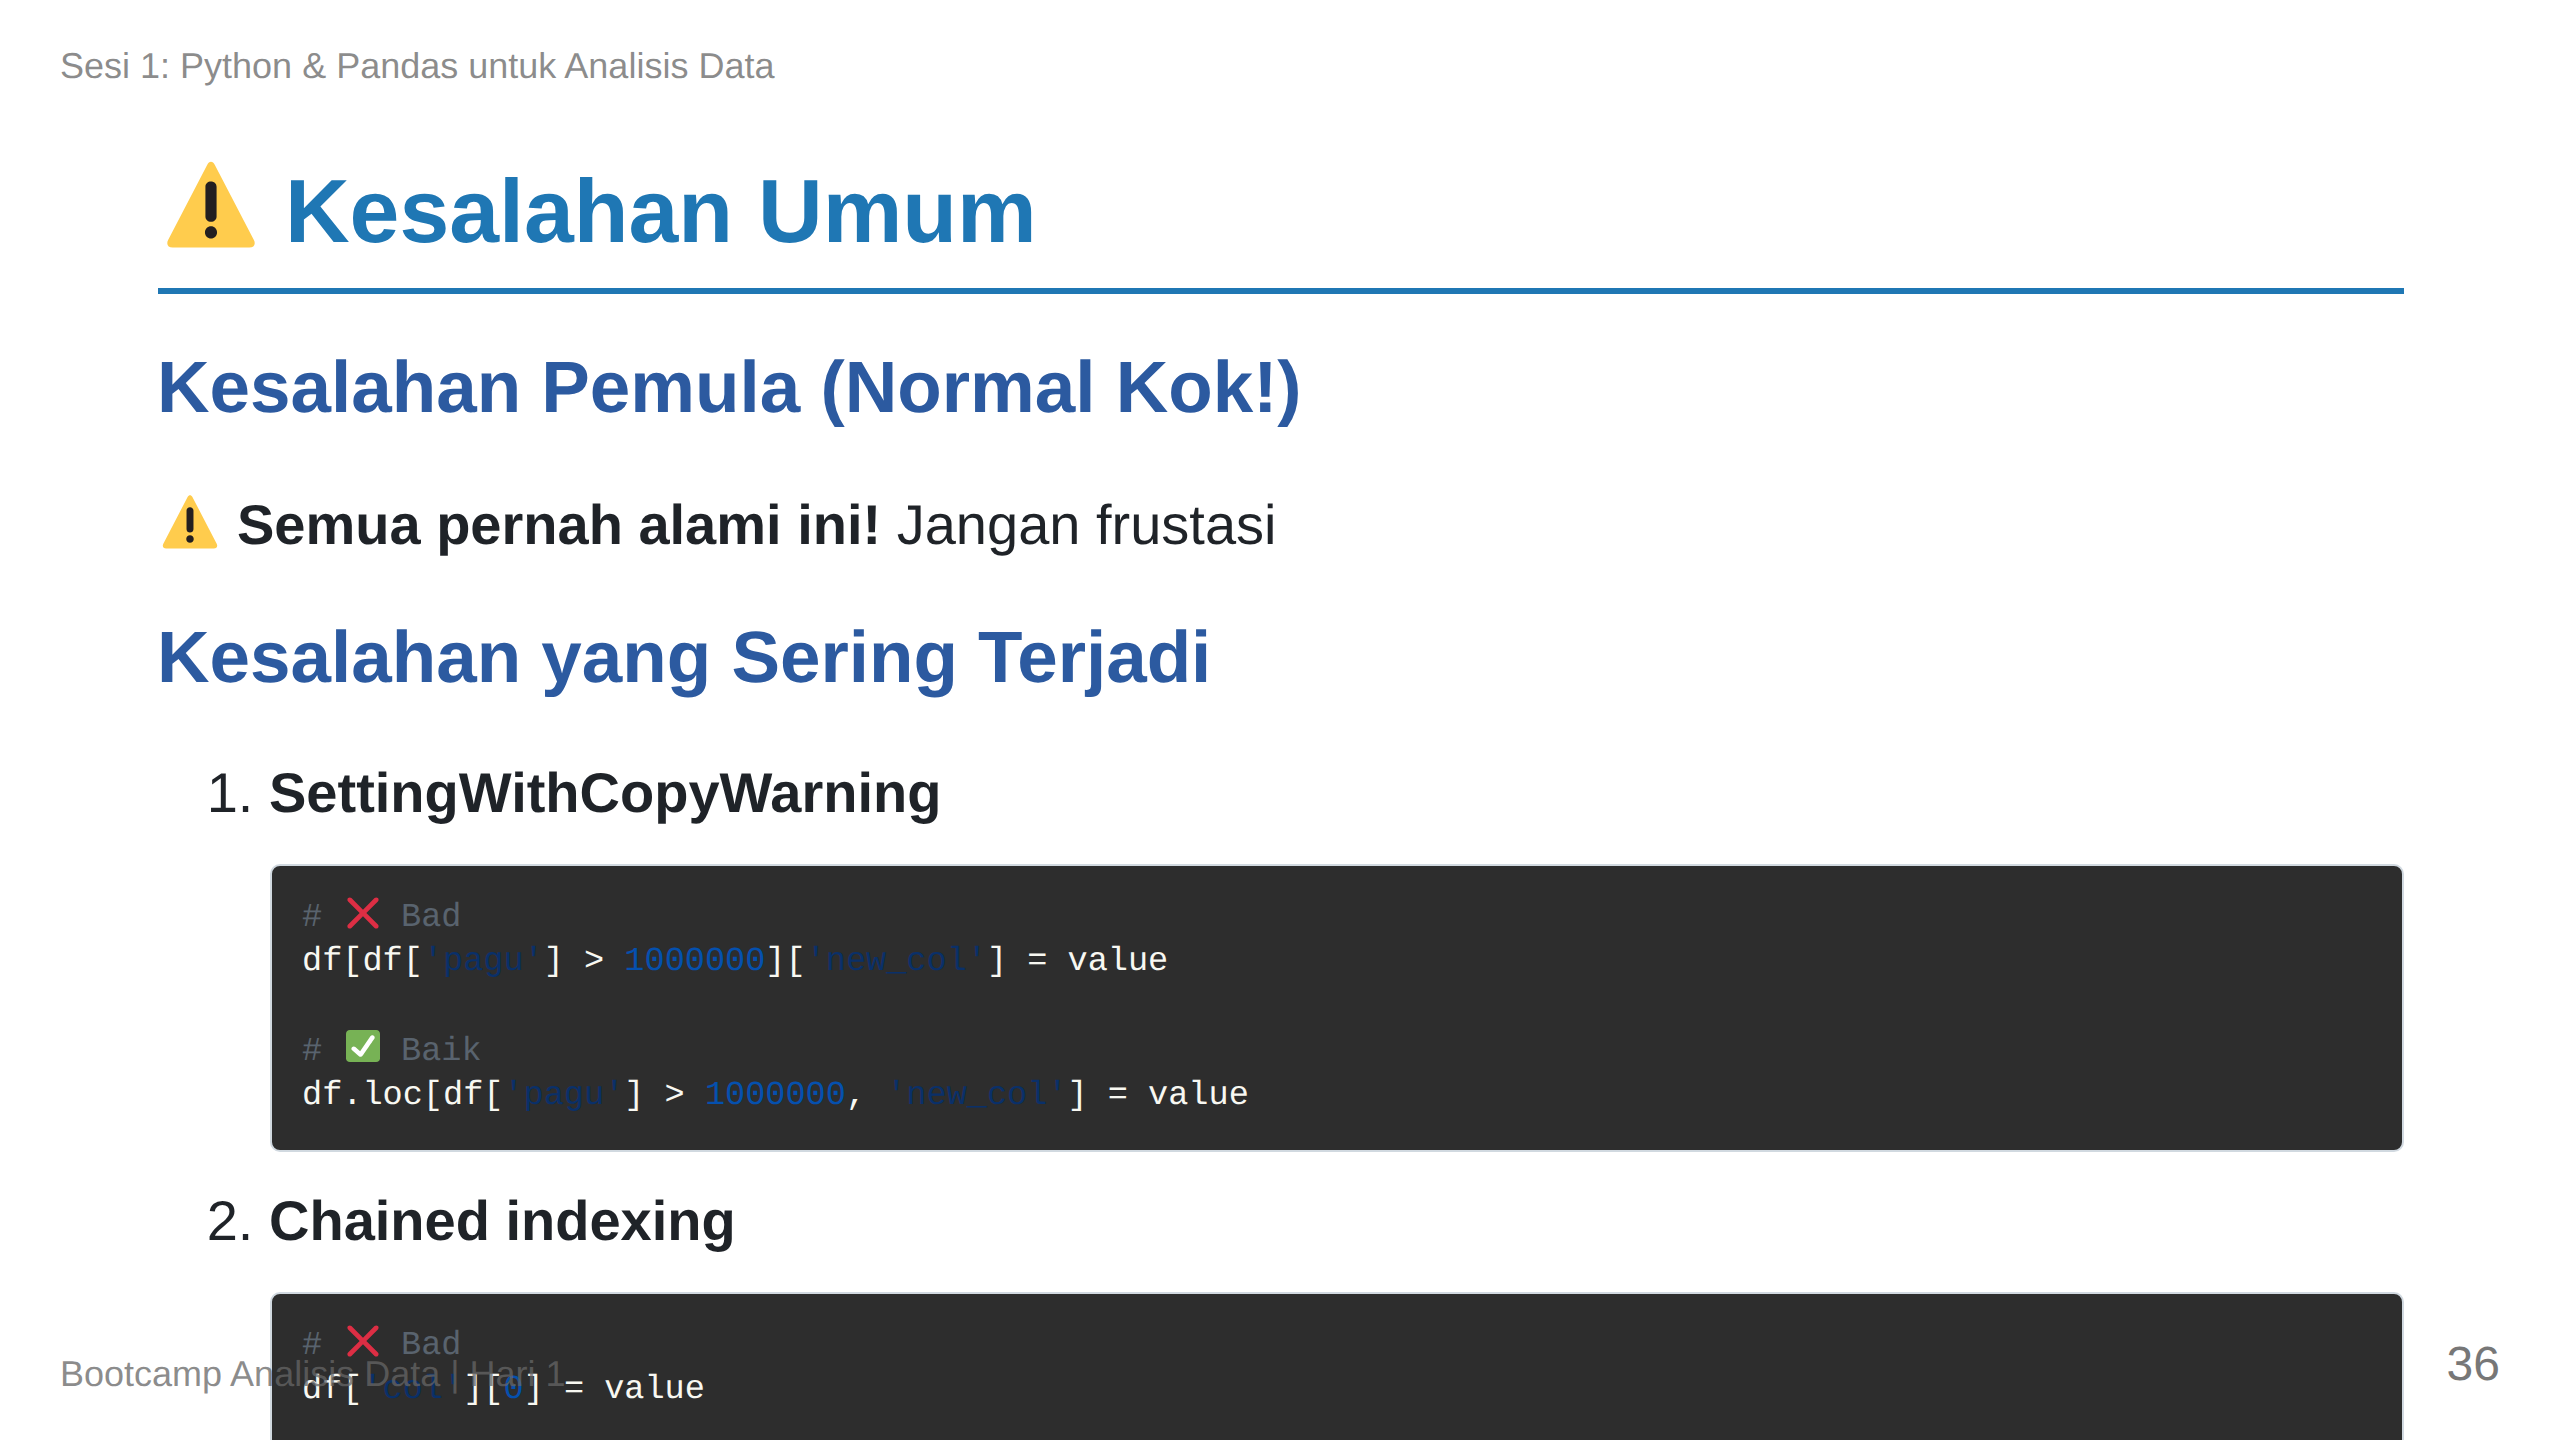 Sesi 1: Python & Pandas untuk Analisis Data
⚠️ Kesalahan Umum
Kesalahan Pemula (Normal Kok!)
⚠️ Semua pernah alami ini! Jangan frustasi
Kesalahan yang Sering Terjadi
1. SettingWithCopyWarning
# ❌ Bad
df[df['pagu'] > 1000000]['new_col'] = value
# ✅ Baik
df.loc[df['pagu'] > 1000000, 'new_col'] = value
2. Chained indexing
# ❌ Bad
df['col'][0] = value
Bootcamp Analisis Data | Hari 1
36